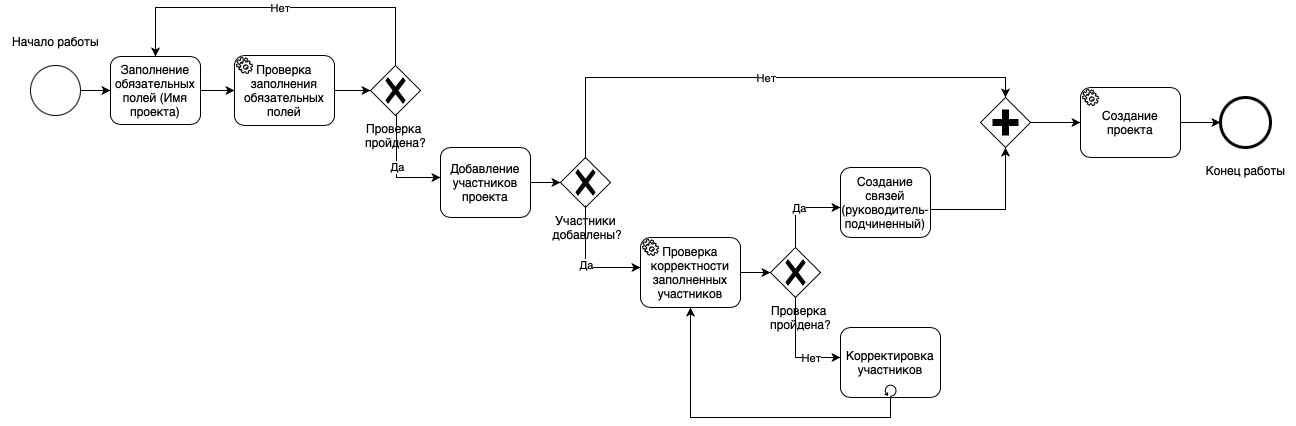 Нет
Начало работы
Заполнение
обязательных
полей (Имя
проекта)
Проверка
заполнения
обязательных
полей
Проверка
пройдена?
Да
Добавление
участников
проекта
Участники
добавлены?
Нет
Да
Проверка
корректности
заполненных
участников
Проверка
пройдена?
Да
Создание
связей
(руководитель-
подчиненный)
Нет
Корректировка
участников
Создание
проекта
Конец работы